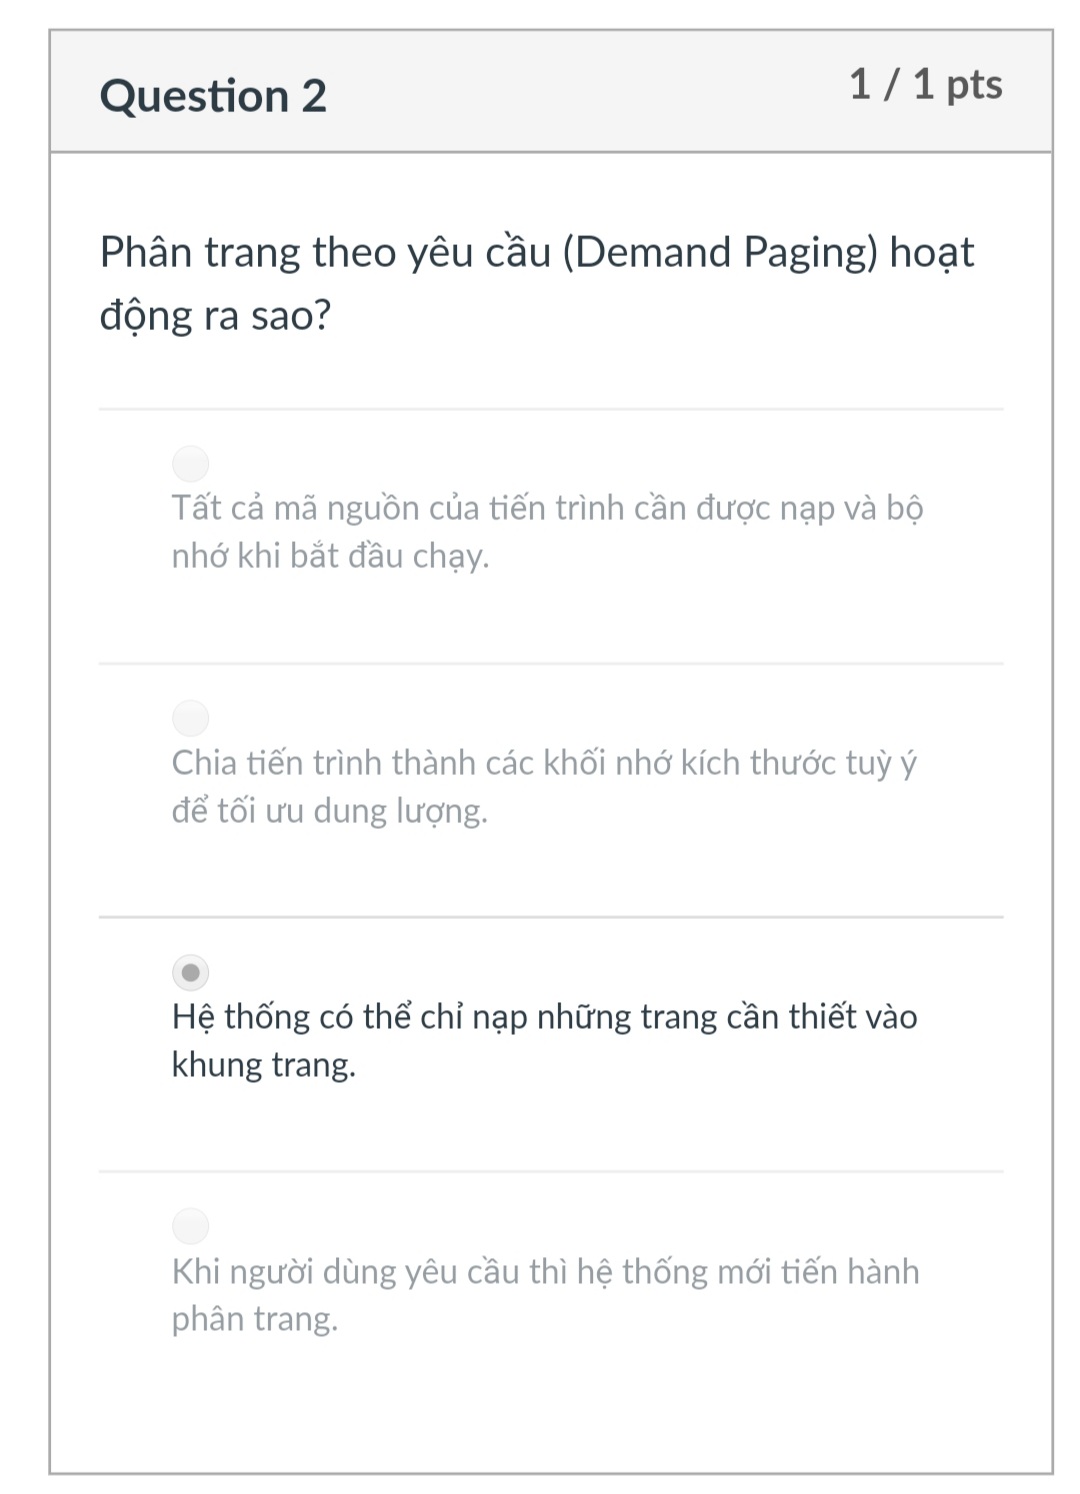 Question 2
1 / 1 pts
Phân trang theo yêu cầu (Demand Paging) hoạt
động ra sao?
Tất cả mã nguồn của tiến trình cần được nạp và bộ
nhớ khi bắt đầu chạy.
Chia tiến trình thành các khối nhớ kích thước tuỳ ý
để tối ưu dung lượng.
Hệ thống có thể chỉ nạp những trang cần thiết vào
khung trang.
Khi người dùng yêu cầu thì hệ thống mới tiến hành
phân trang.